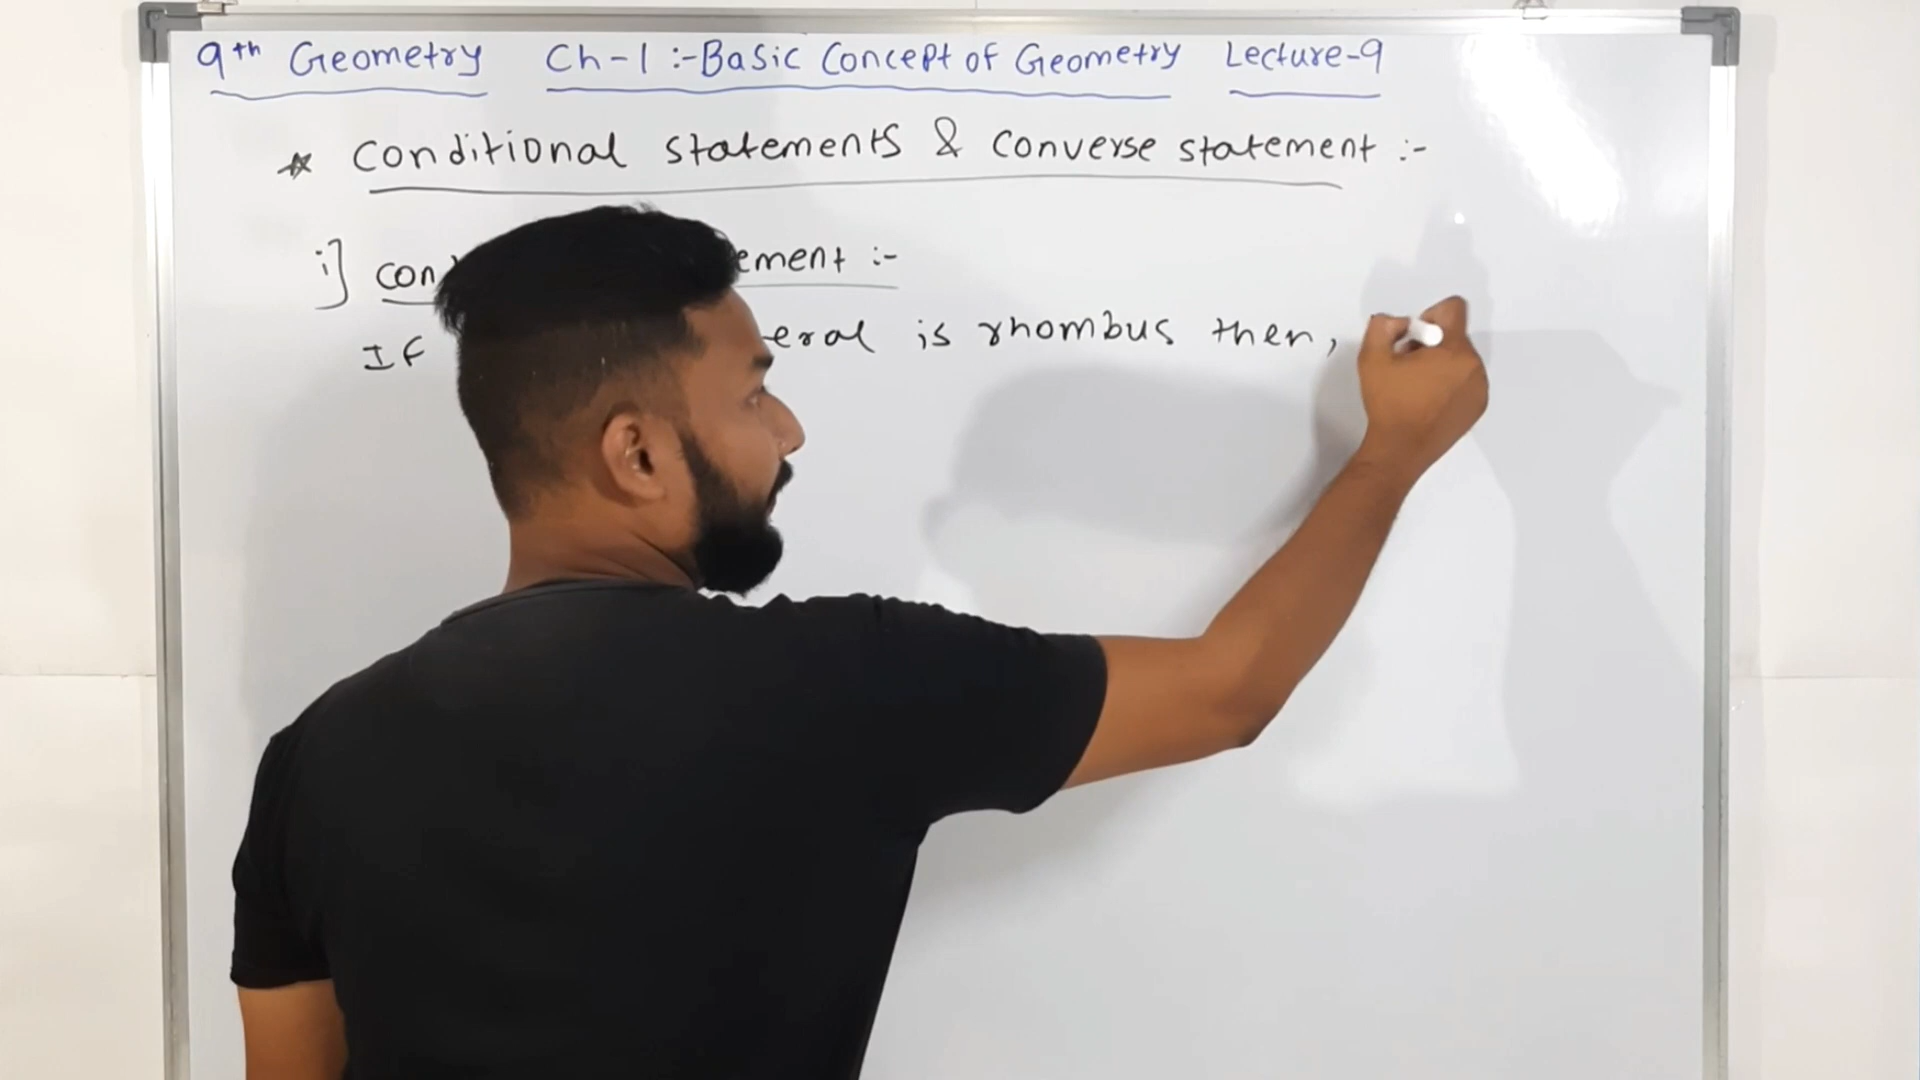 9th Geometry Ch-1 :- Basic Concept of Geometry Lecture-9
* Conditional statements & Converse statement :-
i] con ement :-
If eral is rhombus then,